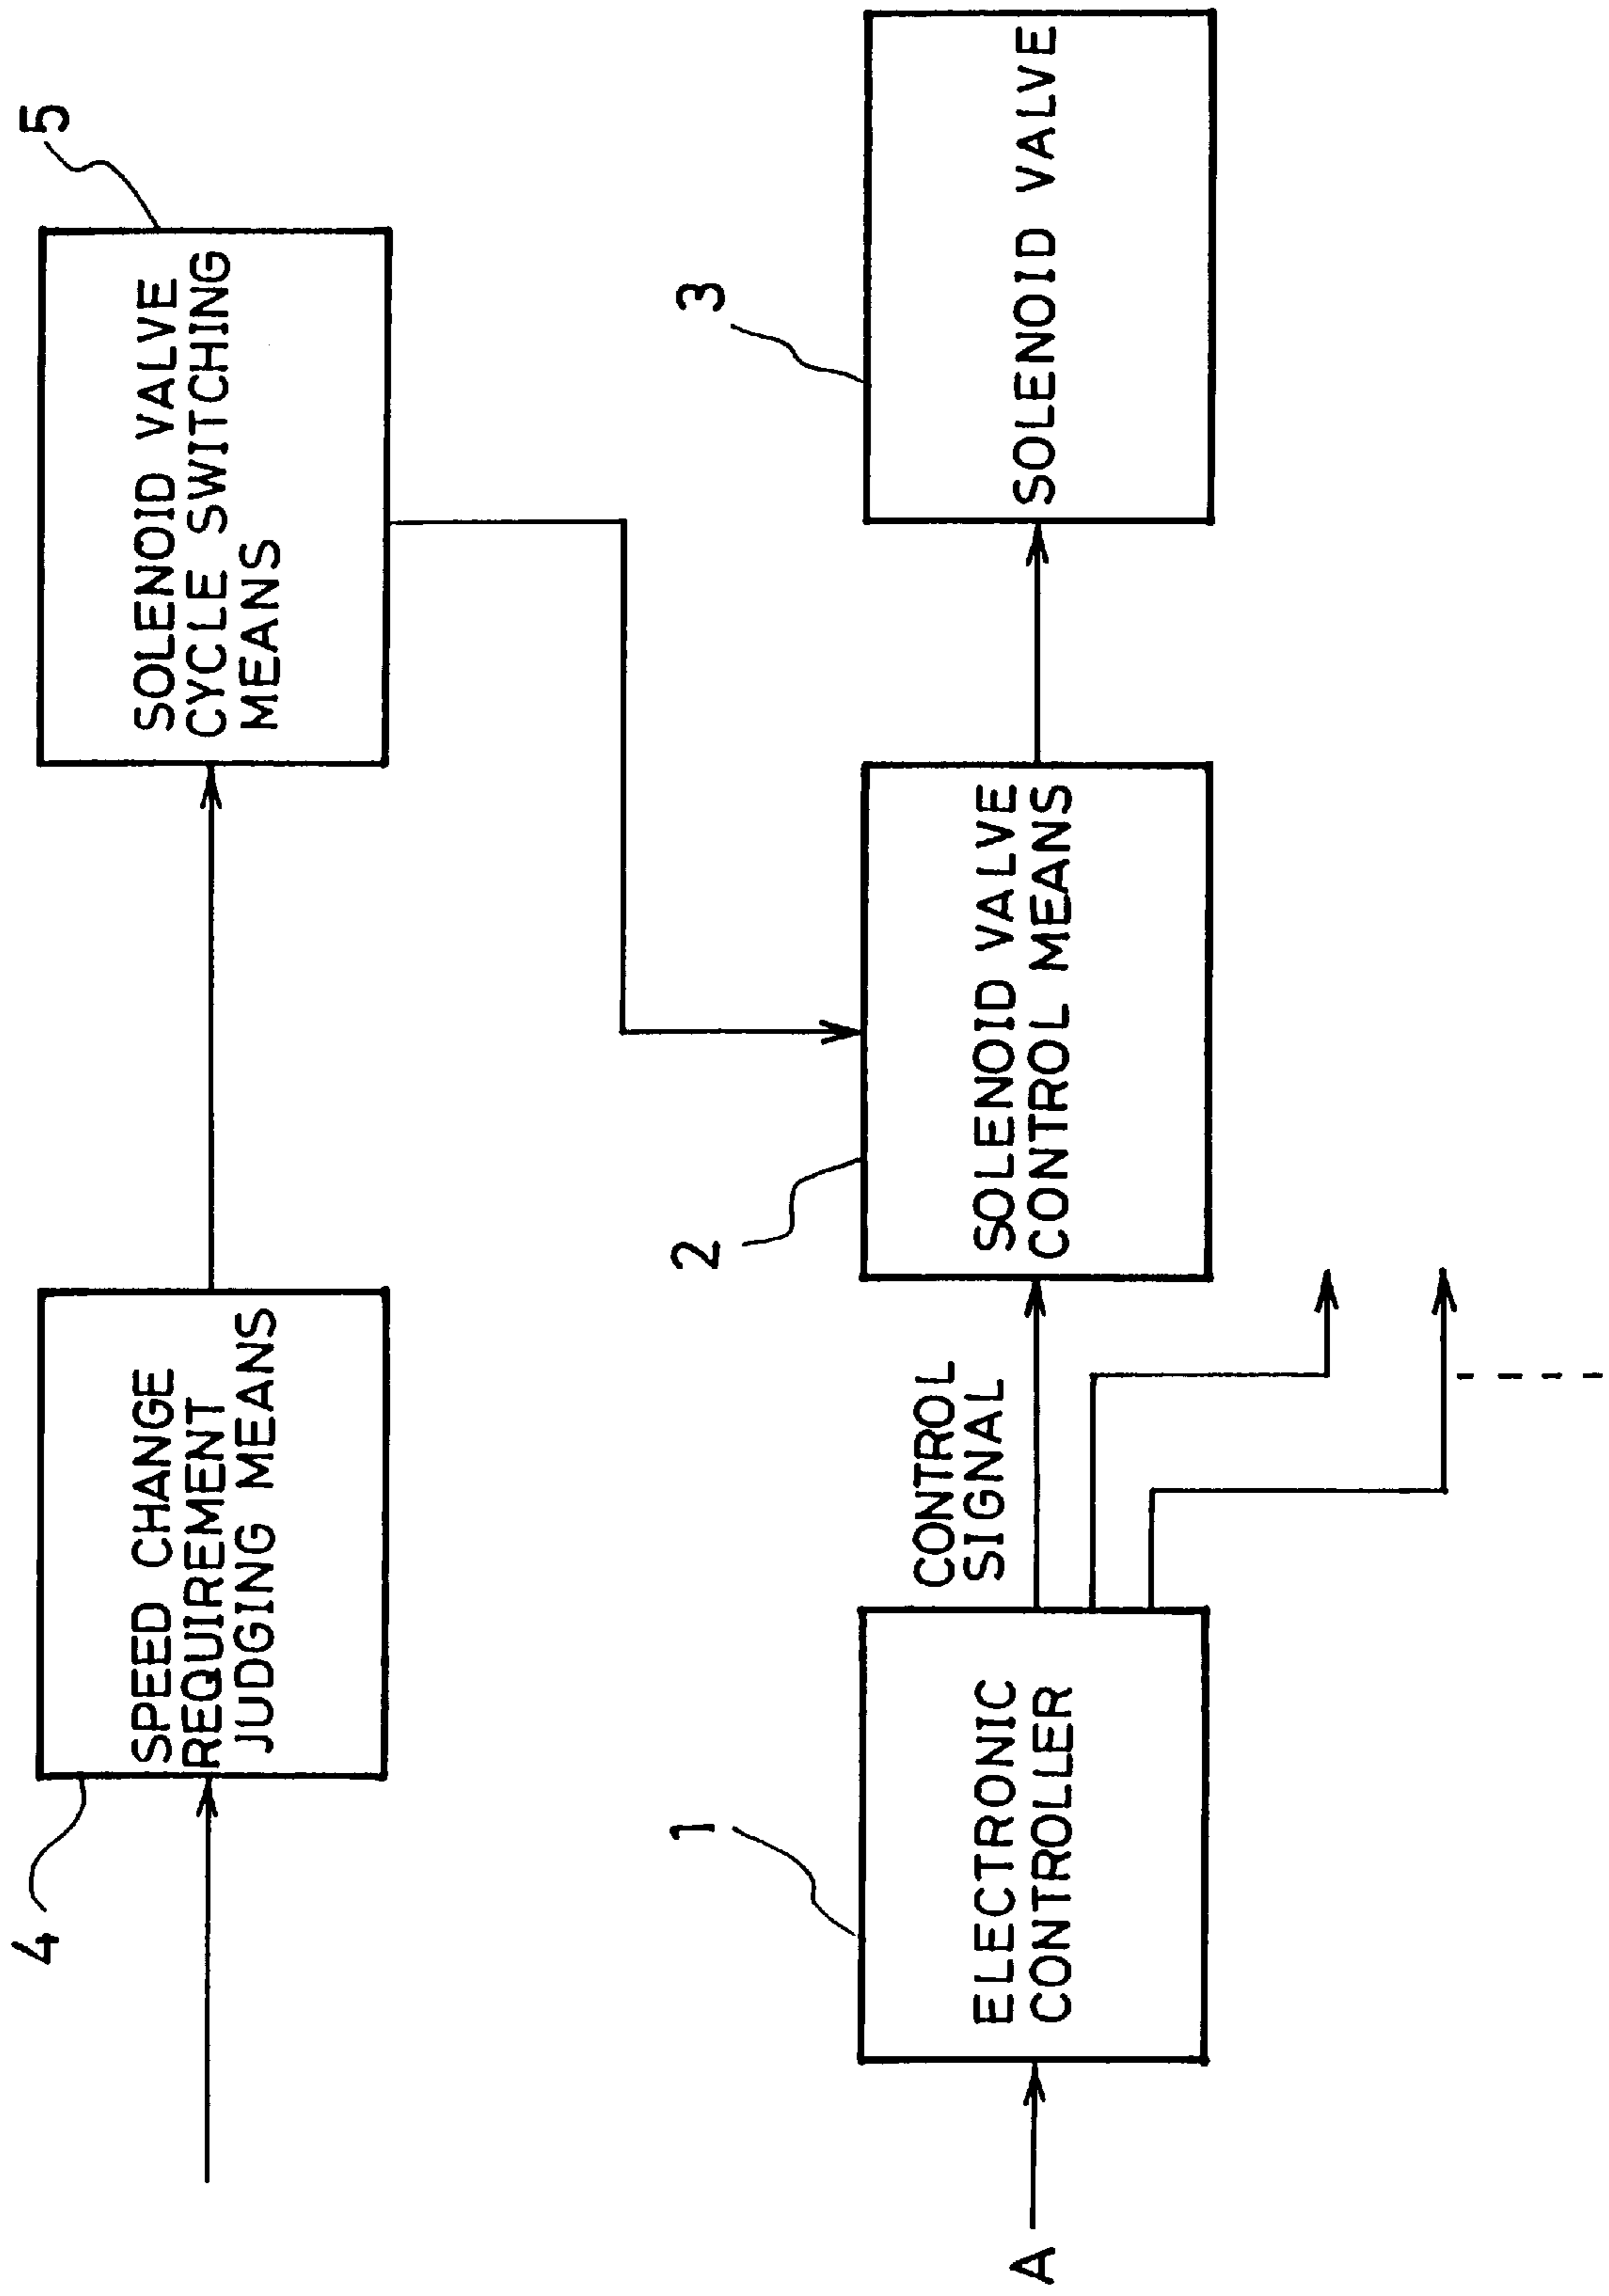 4
SPEED CHANGE
REQUIREMENT
JUDGING MEANS
5
SOLENOID VALVE
CYCLE SWITCHING
MEANS
A
1
ELECTRONIC
CONTROLLER
CONTROL
SIGNAL
2
SOLENOID VALVE
CONTROL MEANS
3
SOLENOID VALVE